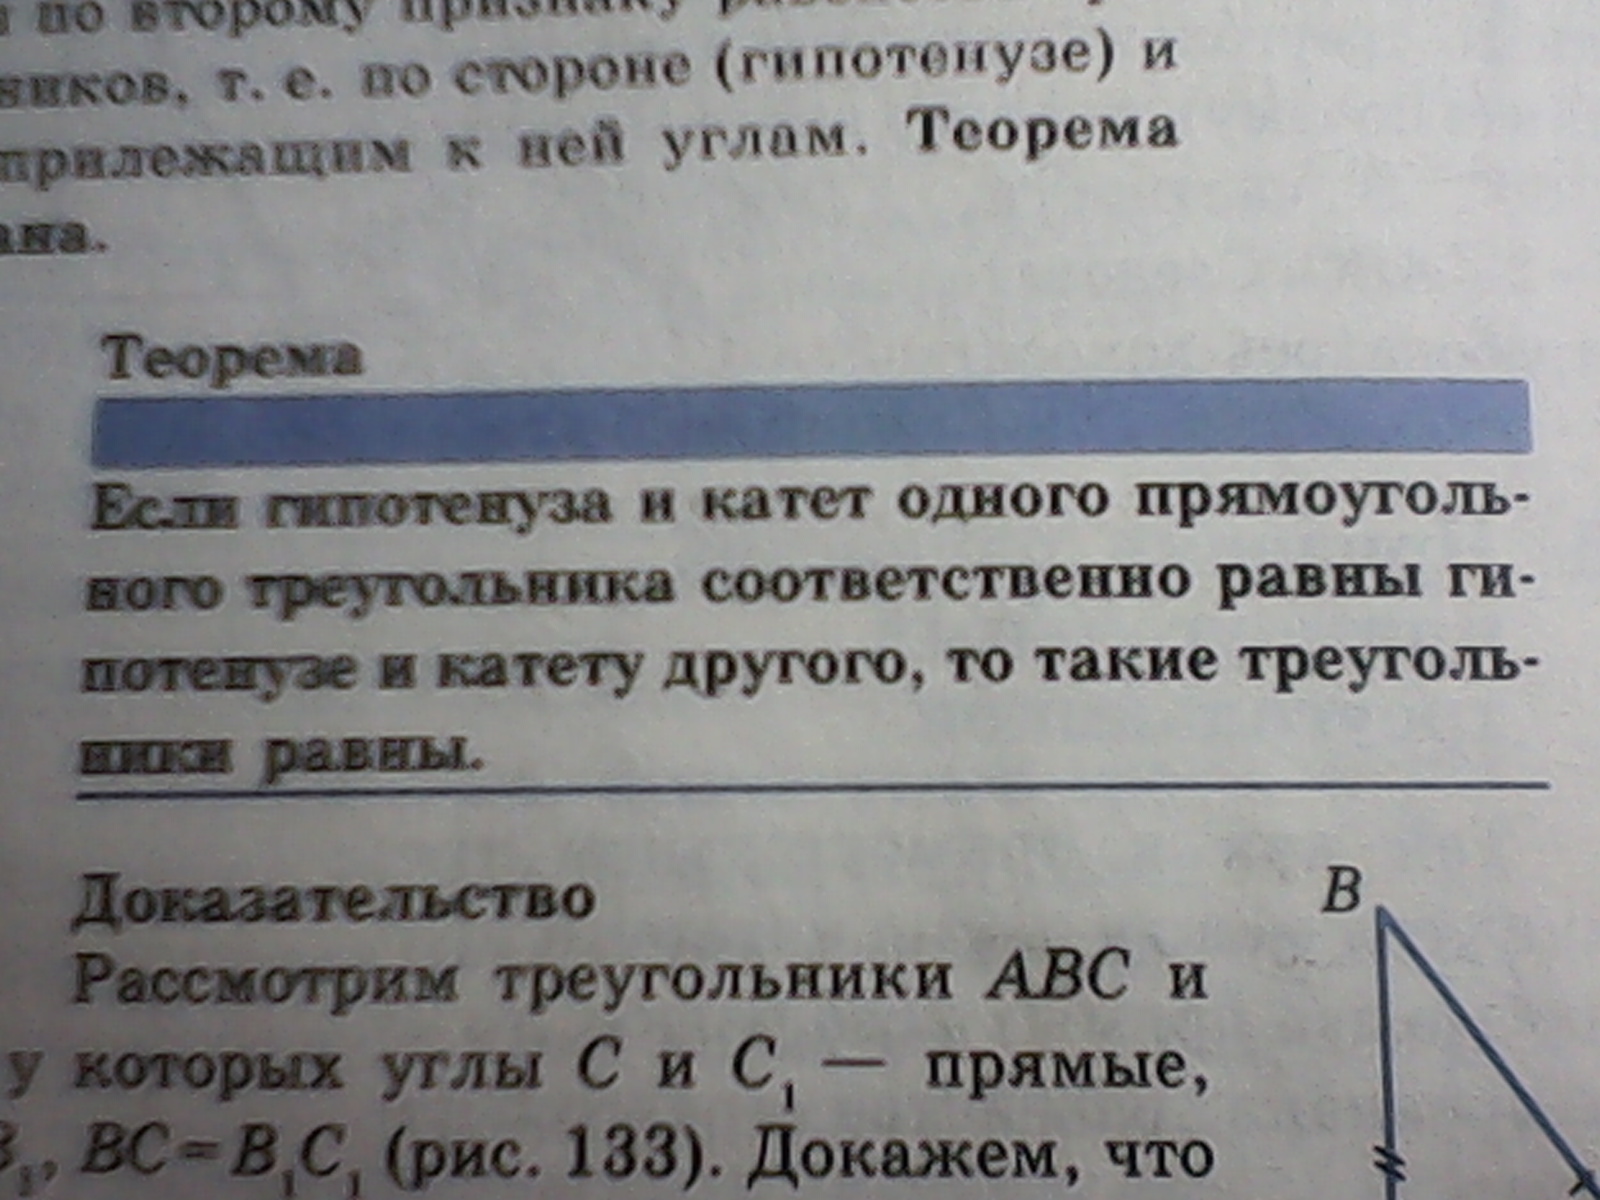 по второму признику
ников, т. е. по стороне (гипотенузе) и
прилежащим к ней углам. Теорема
ана.
Теорема
Если гипотенуза и катет одного прямоуголь-
ного треугольника соответственно равны ги-
потенузе и катету другого, то такие треуголь-
ники равны.
Доказательство
Рассмотрим треугольники ABC и
у которых углы C и C₁ — прямые,
B₁, BC=B₁C₁ (рис. 133). Докажем, что
B